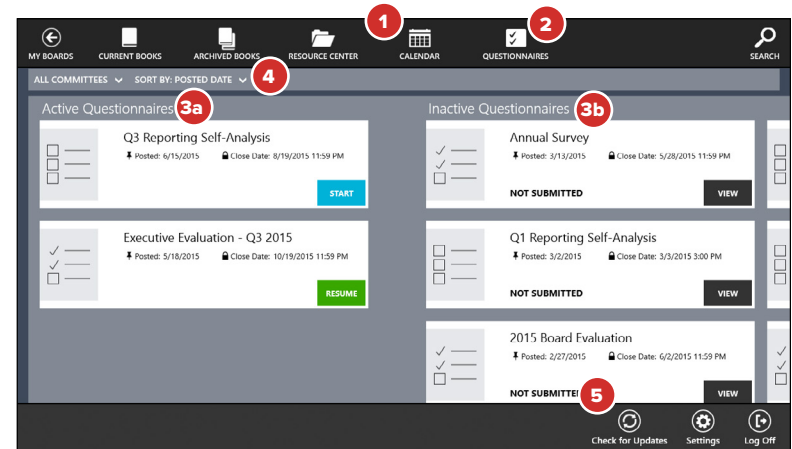 1
2
MY BOARDS
CURRENT BOOKS
ARCHIVED BOOKS
RESOURCE CENTER
CALENDAR
QUESTIONNAIRES
SEARCH
ALL COMMITTEES
SORT BY: POSTED DATE
4
Active Questionnaires
3a
Q3 Reporting Self-Analysis
Posted: 6/15/2015
Close Date: 8/19/2015 11:59 PM
START
Executive Evaluation - Q3 2015
Posted: 5/18/2015
Close Date: 10/19/2015 11:59 PM
RESUME
Inactive Questionnaires
3b
Annual Survey
Posted: 3/13/2015
Close Date: 5/28/2015 11:59 PM
NOT SUBMITTED
VIEW
Q1 Reporting Self-Analysis
Posted: 3/2/2015
Close Date: 3/3/2015 3:00 PM
NOT SUBMITTED
VIEW
2015 Board Evaluation
Posted: 2/27/2015
Close Date: 6/2/2015 11:59 PM
NOT SUBMITTE
VIEW
5
Check for Updates
Settings
Log Off